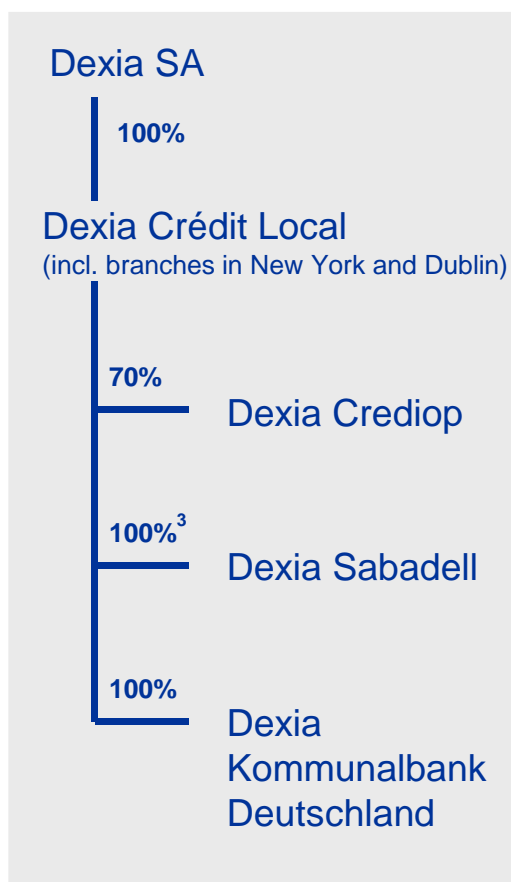 Dexia SA
100%
Dexia Crédit Local
(incl. branches in New York and Dublin)
70%
Dexia Crediop
100%3
Dexia Sabadell
100%
Dexia
Kommunalbank
Deutschland